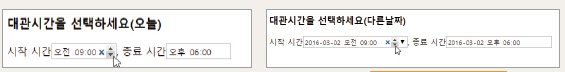 대관시간을 선택하세요(오늘)
시작 시간 오전 09:00 , 종료 시간 오후 06:00
대관시간을 선택하세요(다른날짜)
시작 시간 2016-03-02 오전 09:00 , 종료 시간 2016-03-02 오후 06:00